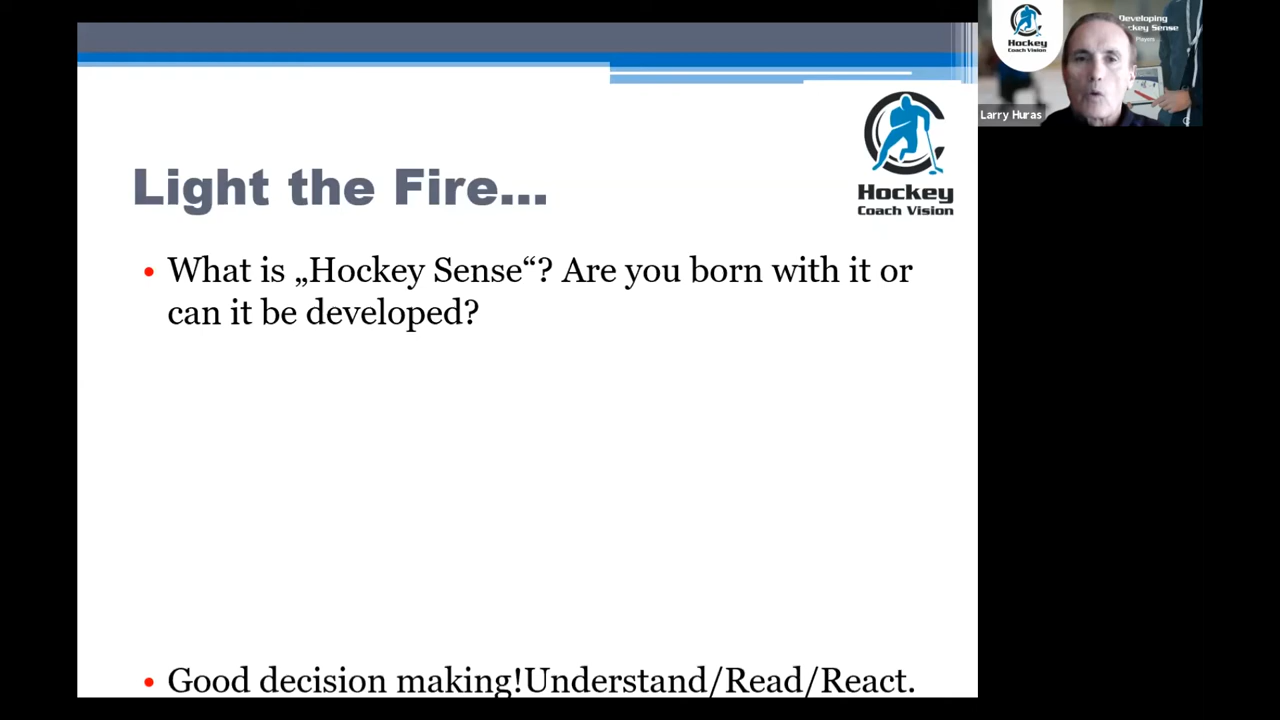 Light the Fire...
Hockey
Coach Vision
• What is „Hockey Sense“? Are you born with it or
can it be developed?
• Good decision making!Understand/Read/React.
Hockey
Coach Vision
Developing
Sense
Players
Larry Huras